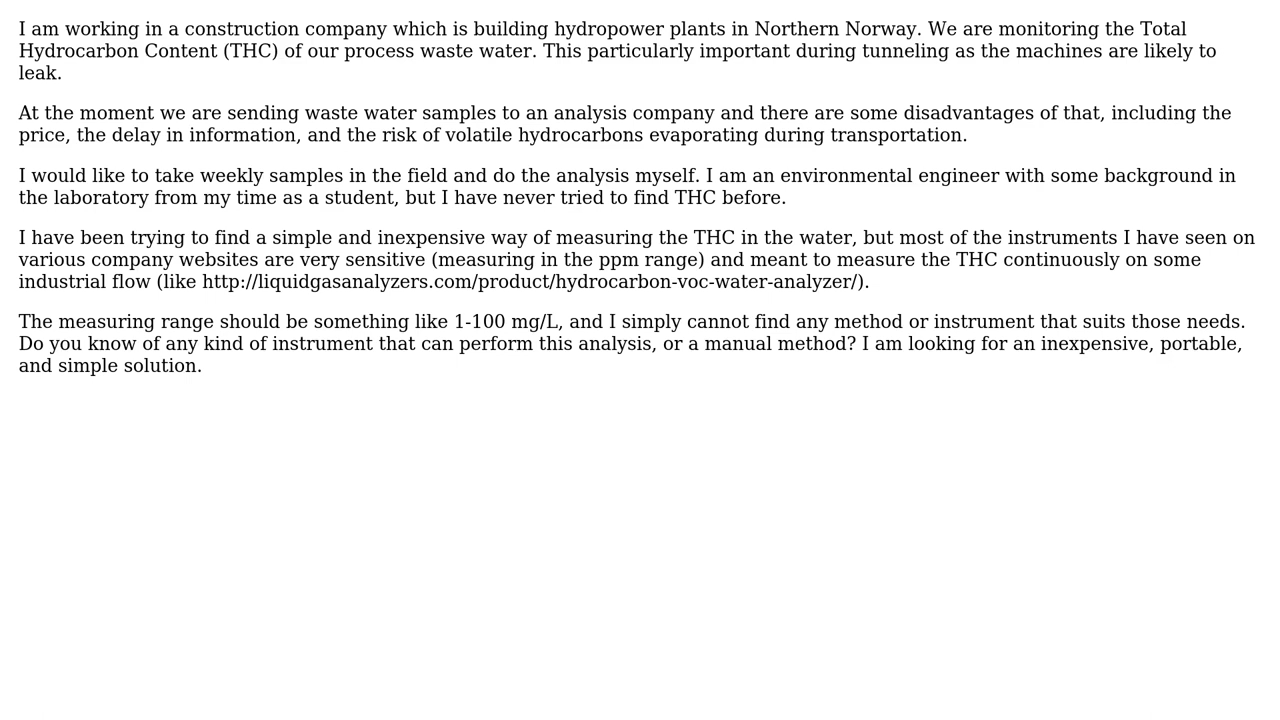 I am working in a construction company which is building hydropower plants in Northern Norway. We are monitoring the Total
Hydrocarbon Content (THC) of our process waste water. This particularly important during tunneling as the machines are likely to
leak.
At the moment we are sending waste water samples to an analysis company and there are some disadvantages of that, including the
price, the delay in information, and the risk of volatile hydrocarbons evaporating during transportation.
I would like to take weekly samples in the field and do the analysis myself. I am an environmental engineer with some background in
the laboratory from my time as a student, but I have never tried to find THC before.
I have been trying to find a simple and inexpensive way of measuring the THC in the water, but most of the instruments I have seen on
various company websites are very sensitive (measuring in the ppm range) and meant to measure the THC continuously on some
industrial flow (like http://liquidgasanalyzers.com/product/hydrocarbon-voc-water-analyzer/).
The measuring range should be something like 1-100 mg/L, and I simply cannot find any method or instrument that suits those needs.
Do you know of any kind of instrument that can perform this analysis, or a manual method? I am looking for an inexpensive, portable,
and simple solution.